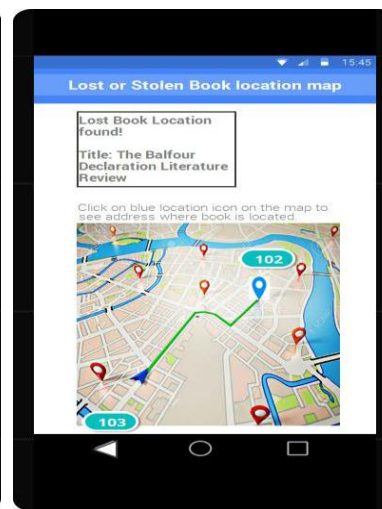 15:45
Lost or Stolen Book location map
Lost Book Location
found!
Title: The Balfour
Declaration Literature
Review
Click on blue location icon on the map to
see address where book is located.
102
103